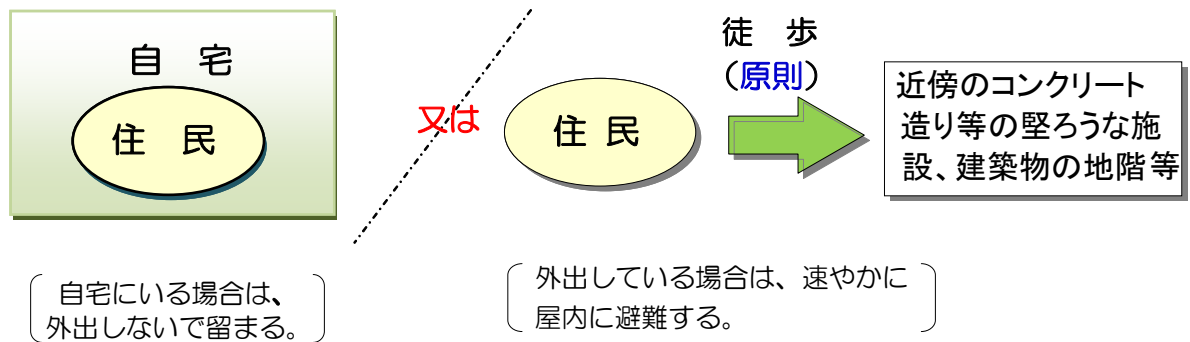 自 宅
住 民
自宅にいる場合は、
外出しないで留まる。
又は
住 民
徒 歩
(原則)
近傍のコンクリート
造り等の堅ろうな施
設、建築物の地階等
外出している場合は、速やかに
屋内に避難する。